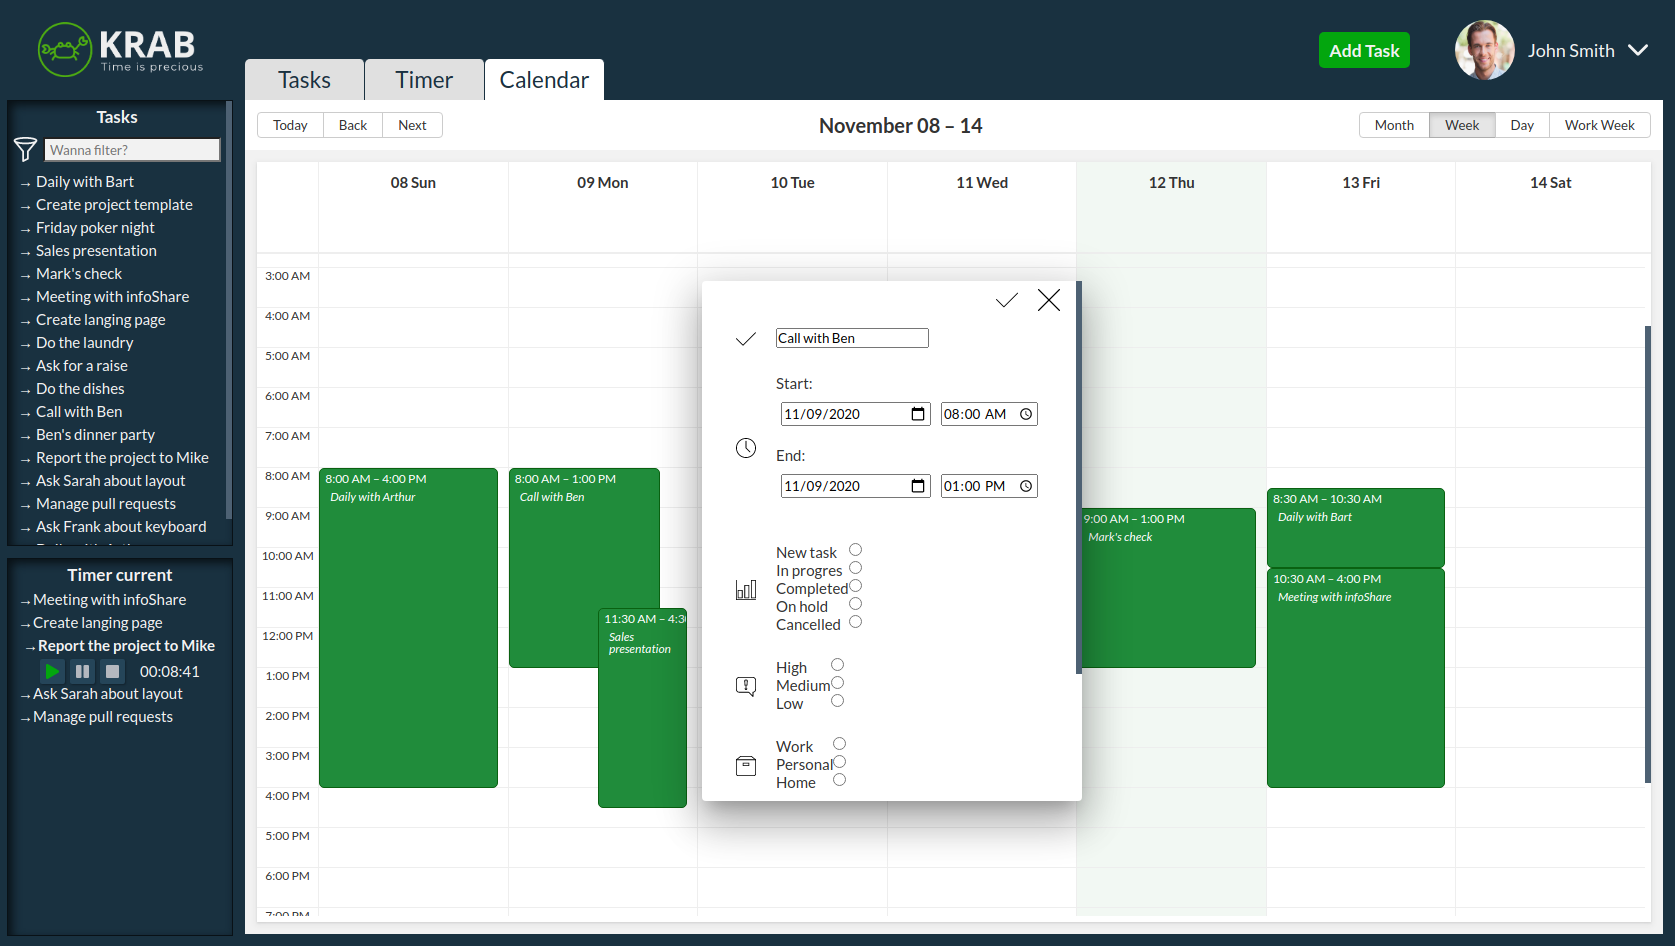 KRAB
Time is precious
Add Task
John Smith
Tasks
Timer
Calendar
Tasks
Wanna filter?
→ Daily with Bart
→ Create project template
→ Friday poker night
→ Sales presentation
→ Mark's check
→ Meeting with infoShare
→ Create langing page
→ Do the laundry
→ Ask for a raise
→ Do the dishes
→ Call with Ben
→ Ben's dinner party
→ Report the project to Mike
→ Ask Sarah about layout
→ Manage pull requests
→ Ask Frank about keyboard
Timer current
→Meeting with infoShare
→Create langing page
→Report the project to Mike
00:08:41
→Ask Sarah about layout
→Manage pull requests
Today Back Next
November 08 – 14
Month Week Day Work Week
08 Sun 09 Mon 10 Tue 11 Wed 12 Thu 13 Fri 14 Sat
3:00 AM
4:00 AM
5:00 AM
6:00 AM
7:00 AM
8:00 AM
9:00 AM
10:00 AM
11:00 AM
12:00 PM
1:00 PM
2:00 PM
3:00 PM
4:00 PM
5:00 PM
6:00 PM
7:00 PM
8:00 AM – 4:00 PM
Daily with Arthur
8:00 AM – 1:00 PM
Call with Ben
11:30 AM – 4:3
Sales
presentation
Call with Ben
Start:
11/09/2020 08:00 AM
End:
11/09/2020 01:00 PM
New task
In progres
Completed
On hold
Cancelled
High
Medium
Low
Work
Personal
Home
9:00 AM – 1:00 PM
Mark's check
8:30 AM – 10:30 AM
Daily with Bart
10:30 AM – 4:00 PM
Meeting with infoShare